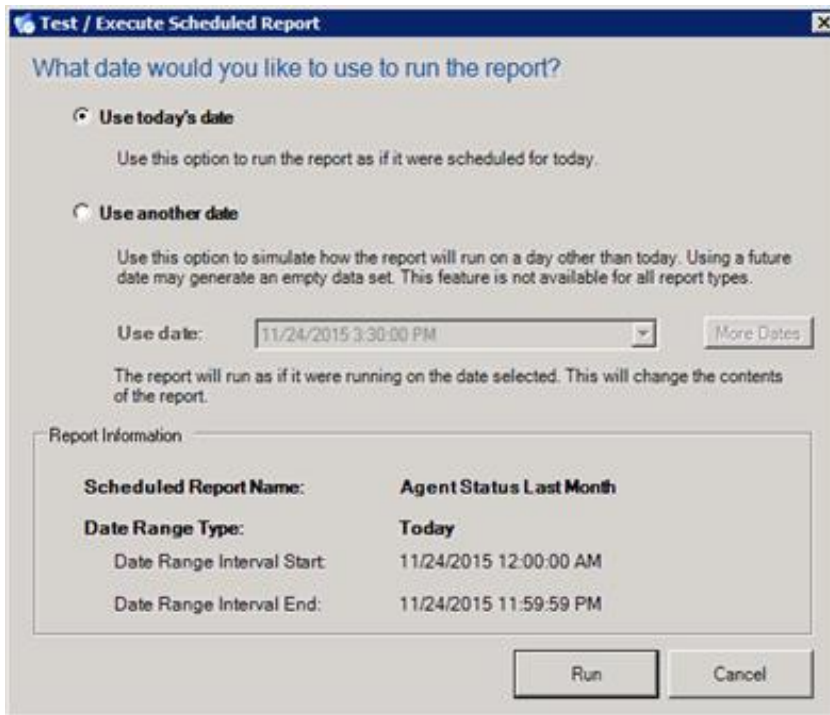 Test / Execute Scheduled Report
What date would you like to use to run the report?
Use today's date
Use this option to run the report as if it were scheduled for today.
Use another date
Use this option to simulate how the report will run on a day other than today. Using a future
date may generate an empty data set. This feature is not available for all report types.
Use date: 11/24/2015 3:30:00 PM More Dates
The report will run as if it were running on the date selected. This will change the contents
of the report.
Report Information
Scheduled Report Name: Agent Status Last Month
Date Range Type: Today
Date Range Interval Start: 11/24/2015 12:00:00 AM
Date Range Interval End: 11/24/2015 11:59:59 PM
Run Cancel